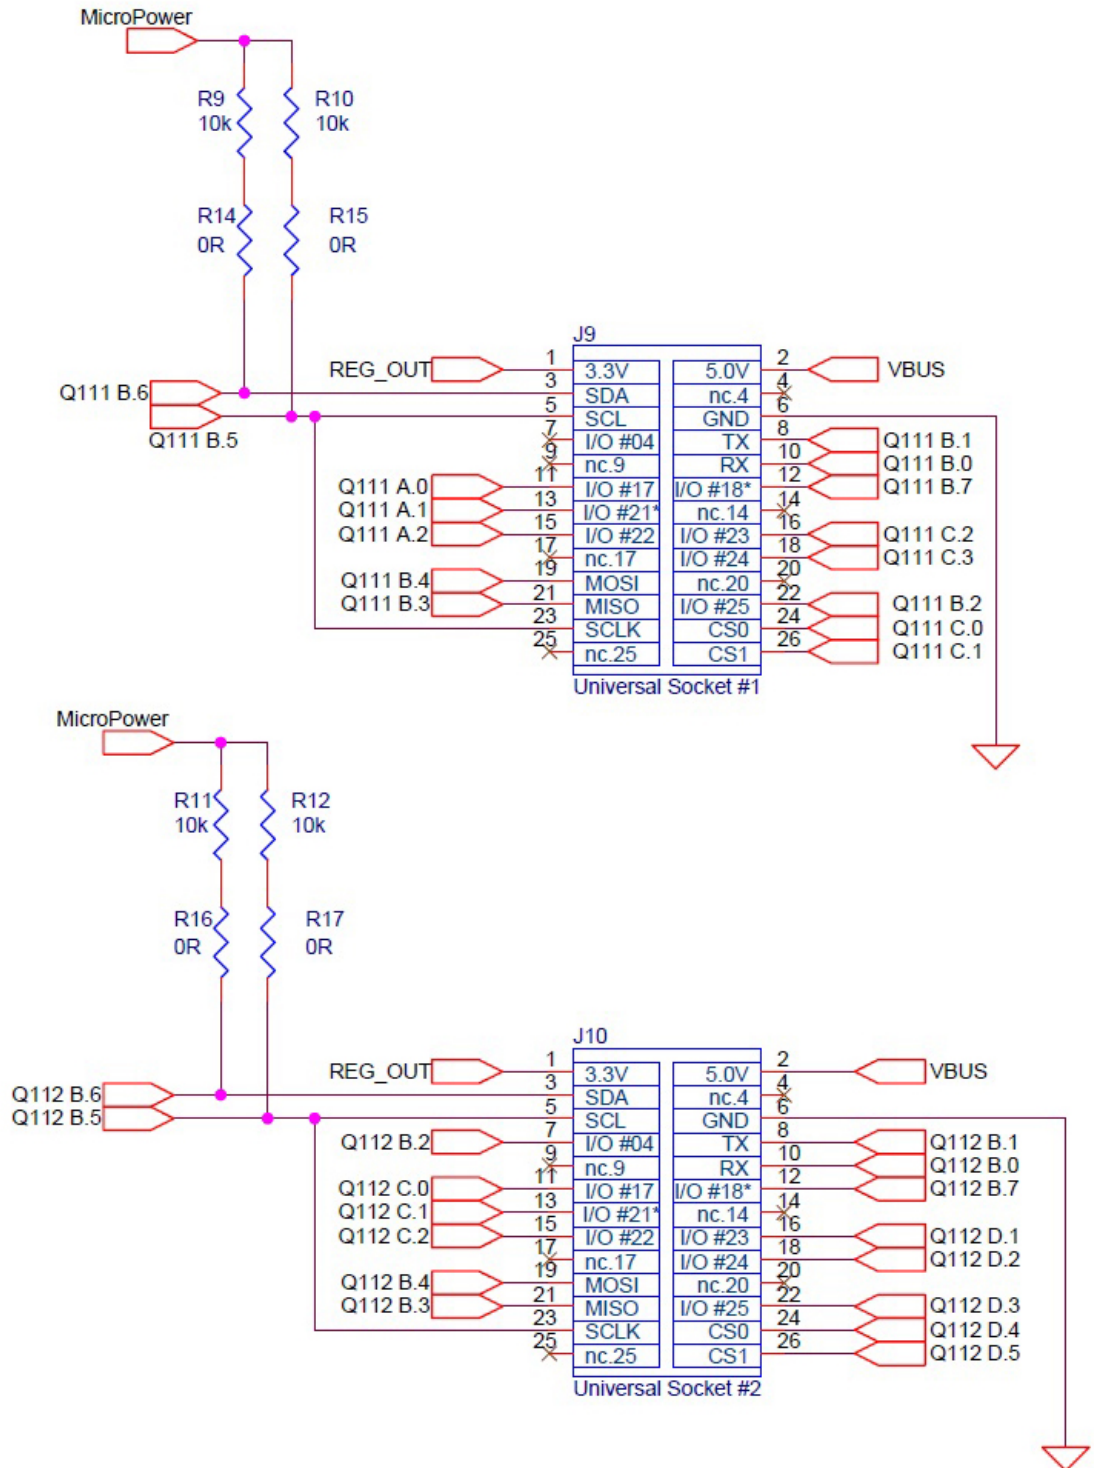 MicroPower
R9 R10
10k 10k
R14 R15
0R 0R
J9
REG_OUT 1 3.3V 5.0V 2 VBUS
Q111 B.6 3 SDA nc.4 4
Q111 B.5 5 SCL GND 6
7 I/O #04 TX 8 Q111 B.1
9 nc.9 RX 10 Q111 B.0
Q111 A.0 11 I/O #17 I/O #18* 12 Q111 B.7
Q111 A.1 13 I/O #21* nc.14 14
Q111 A.2 15 I/O #22 I/O #23 16 Q111 C.2
17 nc.17 I/O #24 18 Q111 C.3
Q111 B.4 19 MOSI nc.20 20
Q111 B.3 21 MISO I/O #25 22 Q111 B.2
23 SCLK CS0 24 Q111 C.0
25 nc.25 CS1 26 Q111 C.1
Universal Socket #1
MicroPower
R11 R12
10k 10k
R16 R17
0R 0R
J10
REG_OUT 1 3.3V 5.0V 2 VBUS
Q112 B.6 3 SDA nc.4 4
Q112 B.5 5 SCL GND 6
Q112 B.2 7 I/O #04 TX 8 Q112 B.1
9 nc.9 RX 10 Q112 B.0
Q112 C.0 11 I/O #17 I/O #18* 12 Q112 B.7
Q112 C.1 13 I/O #21* nc.14 14
Q112 C.2 15 I/O #22 I/O #23 16 Q112 D.1
17 nc.17 I/O #24 18 Q112 D.2
Q112 B.4 19 MOSI nc.20 20
Q112 B.3 21 MISO I/O #25 22 Q112 D.3
23 SCLK CS0 24 Q112 D.4
25 nc.25 CS1 26 Q112 D.5
Universal Socket #2